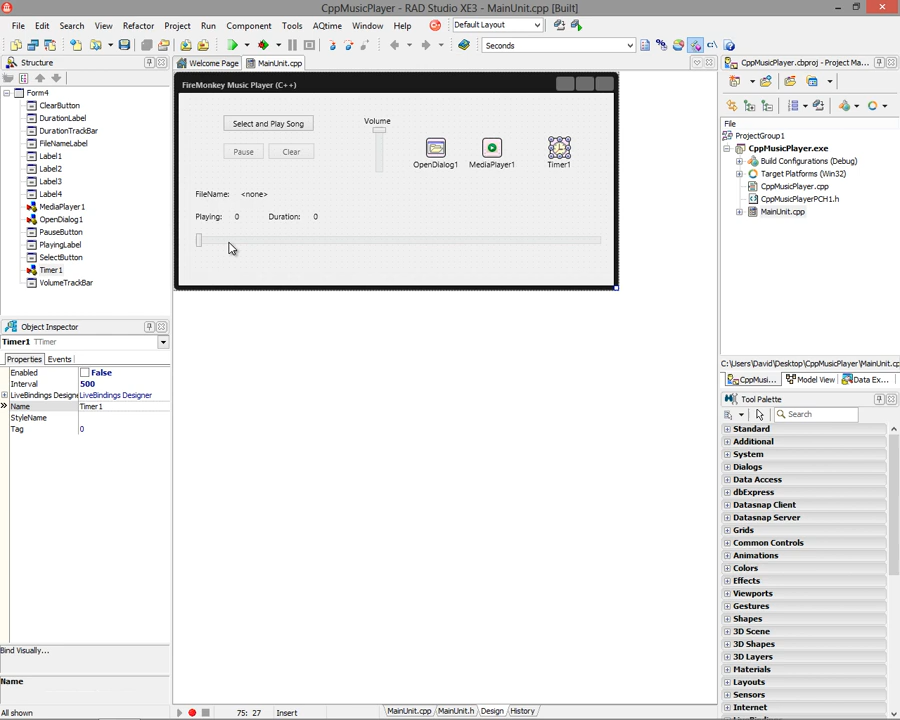 CppMusicPlayer - RAD Studio XE3 - MainUnit.cpp [Built]
File Edit Search View Refactor Project Run Component Tools AQtime Window Help Default Layout
Seconds
Structure
Form4
ClearButton
DurationLabel
DurationTrackBar
FileNameLabel
Label1
Label2
Label3
Label4
MediaPlayer1
OpenDialog1
PauseButton
PlayingLabel
SelectButton
Timer1
VolumeTrackBar
Object Inspector
Timer1 TTimer
Properties Events
Enabled False
Interval 500
LiveBindings Designe LiveBindings Designer
Name Timer1
StyleName
Tag 0
Bind Visually...
Name
All shown
Welcome Page MainUnit.cpp
FireMonkey Music Player (C++)
Select and Play Song
Volume
Pause Clear
OpenDialog1 MediaPlayer1 Timer1
FileName: <none>
Playing: 0 Duration: 0
75: 27 Insert
MainUnit.cpp MainUnit.h Design History
CppMusicPlayer.cbproj - Project Ma...
File
ProjectGroup1
CppMusicPlayer.exe
Build Configurations (Debug)
Target Platforms (Win32)
CppMusicPlayer.cpp
CppMusicPlayerPCH1.h
MainUnit.cpp
C:\Users\David\Desktop\CppMusicPlayer\MainUnit.cp
CppMusi... Model View Data Ex...
Tool Palette
Search
Standard
Additional
System
Dialogs
Data Access
dbExpress
Datasnap Client
Datasnap Server
Grids
Common Controls
Animations
Colors
Effects
Viewports
Gestures
Shapes
3D Scene
3D Shapes
3D Layers
Materials
Layouts
Sensors
Internet